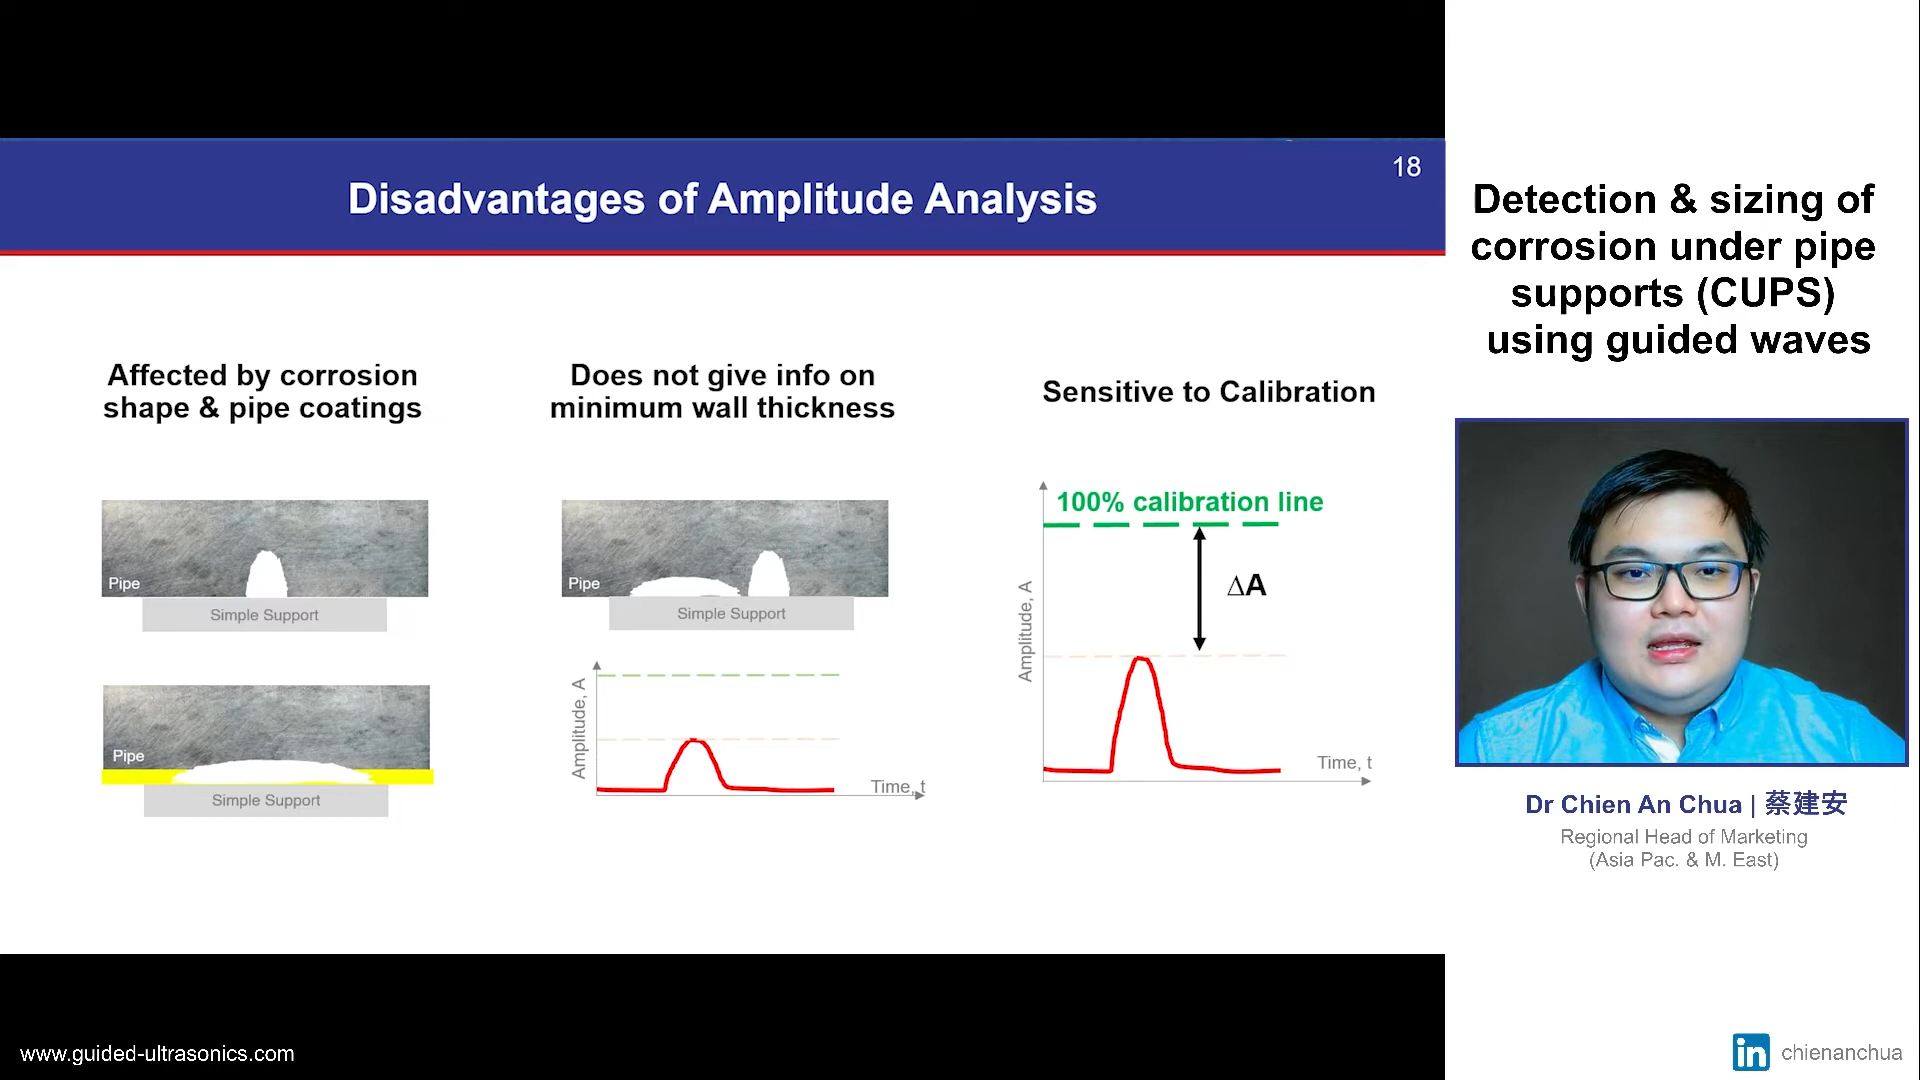 18
Disadvantages of Amplitude Analysis
Affected by corrosion
shape & pipe coatings
Pipe
Simple Support
Pipe
Simple Support
Does not give info on
minimum wall thickness
Pipe
Simple Support
Amplitude, A
Time, t
Sensitive to Calibration
100% calibration line
ΔA
Amplitude, A
Time, t
Detection & sizing of
corrosion under pipe
supports (CUPS)
using guided waves
Dr Chien An Chua | 蔡建安
Regional Head of Marketing
(Asia Pac. & M. East)
www.guided-ultrasonics.com
in chienanchua